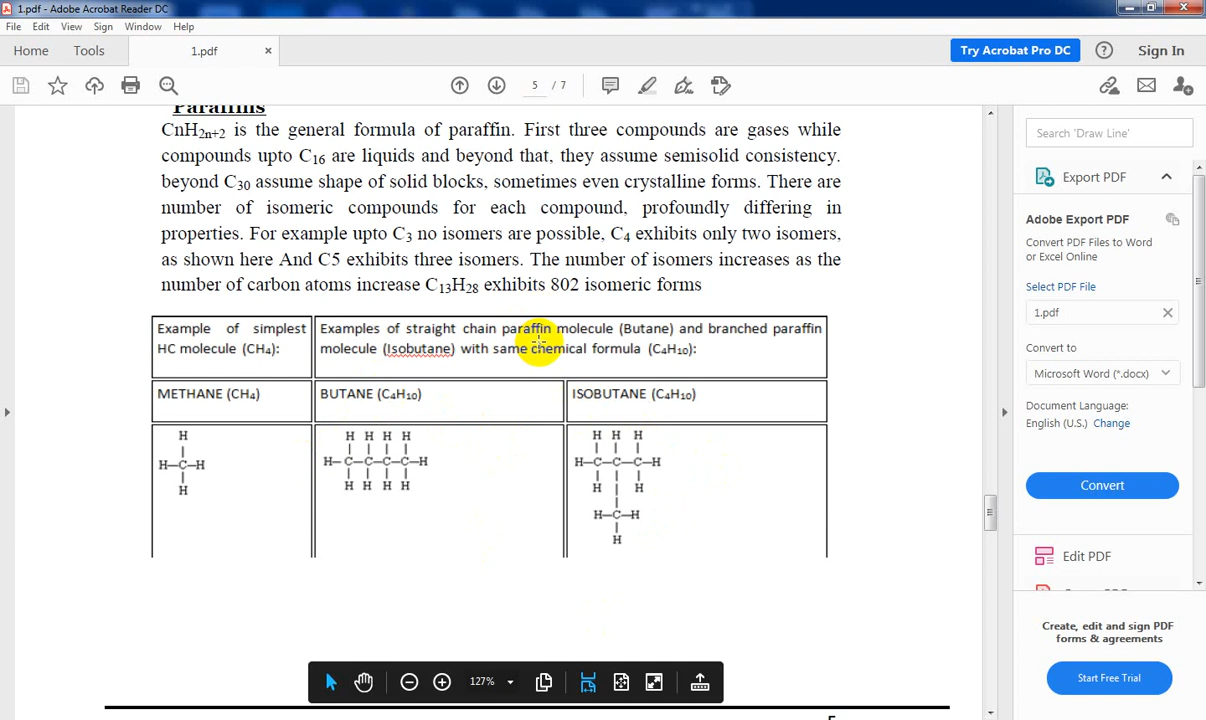 1.pdf - Adobe Acrobat Reader DC
File Edit View Sign Window Help
Home Tools 1.pdf × Try Acrobat Pro DC ? Sign In
5 / 7
Paraffins
CnH2n+2 is the general formula of paraffin. First three compounds are gases while
compounds upto C16 are liquids and beyond that, they assume semisolid consistency.
beyond C30 assume shape of solid blocks, sometimes even crystalline forms. There are
number of isomeric compounds for each compound, profoundly differing in
properties. For example upto C3 no isomers are possible, C4 exhibits only two isomers,
as shown here And C5 exhibits three isomers. The number of isomers increases as the
number of carbon atoms increase C13H28 exhibits 802 isomeric forms
Example of simplest
HC molecule (CH4):
Examples of straight chain paraffin molecule (Butane) and branched paraffin
molecule (Isobutane) with same chemical formula (C4H10):
METHANE (CH4)
BUTANE (C4H10)
ISOBUTANE (C4H10)
H
H–C–H
H
H H H H
H–C–C–C–C–H
H H H H
H H H
H–C–C–C–H
H H
H–C–H
H
127%
Search 'Draw Line'
Export PDF
Adobe Export PDF
Convert PDF Files to Word
or Excel Online
Select PDF File
1.pdf ×
Convert to
Microsoft Word (*.docx)
Document Language:
English (U.S.) Change
Convert
Edit PDF
Create, edit and sign PDF
forms & agreements
Start Free Trial